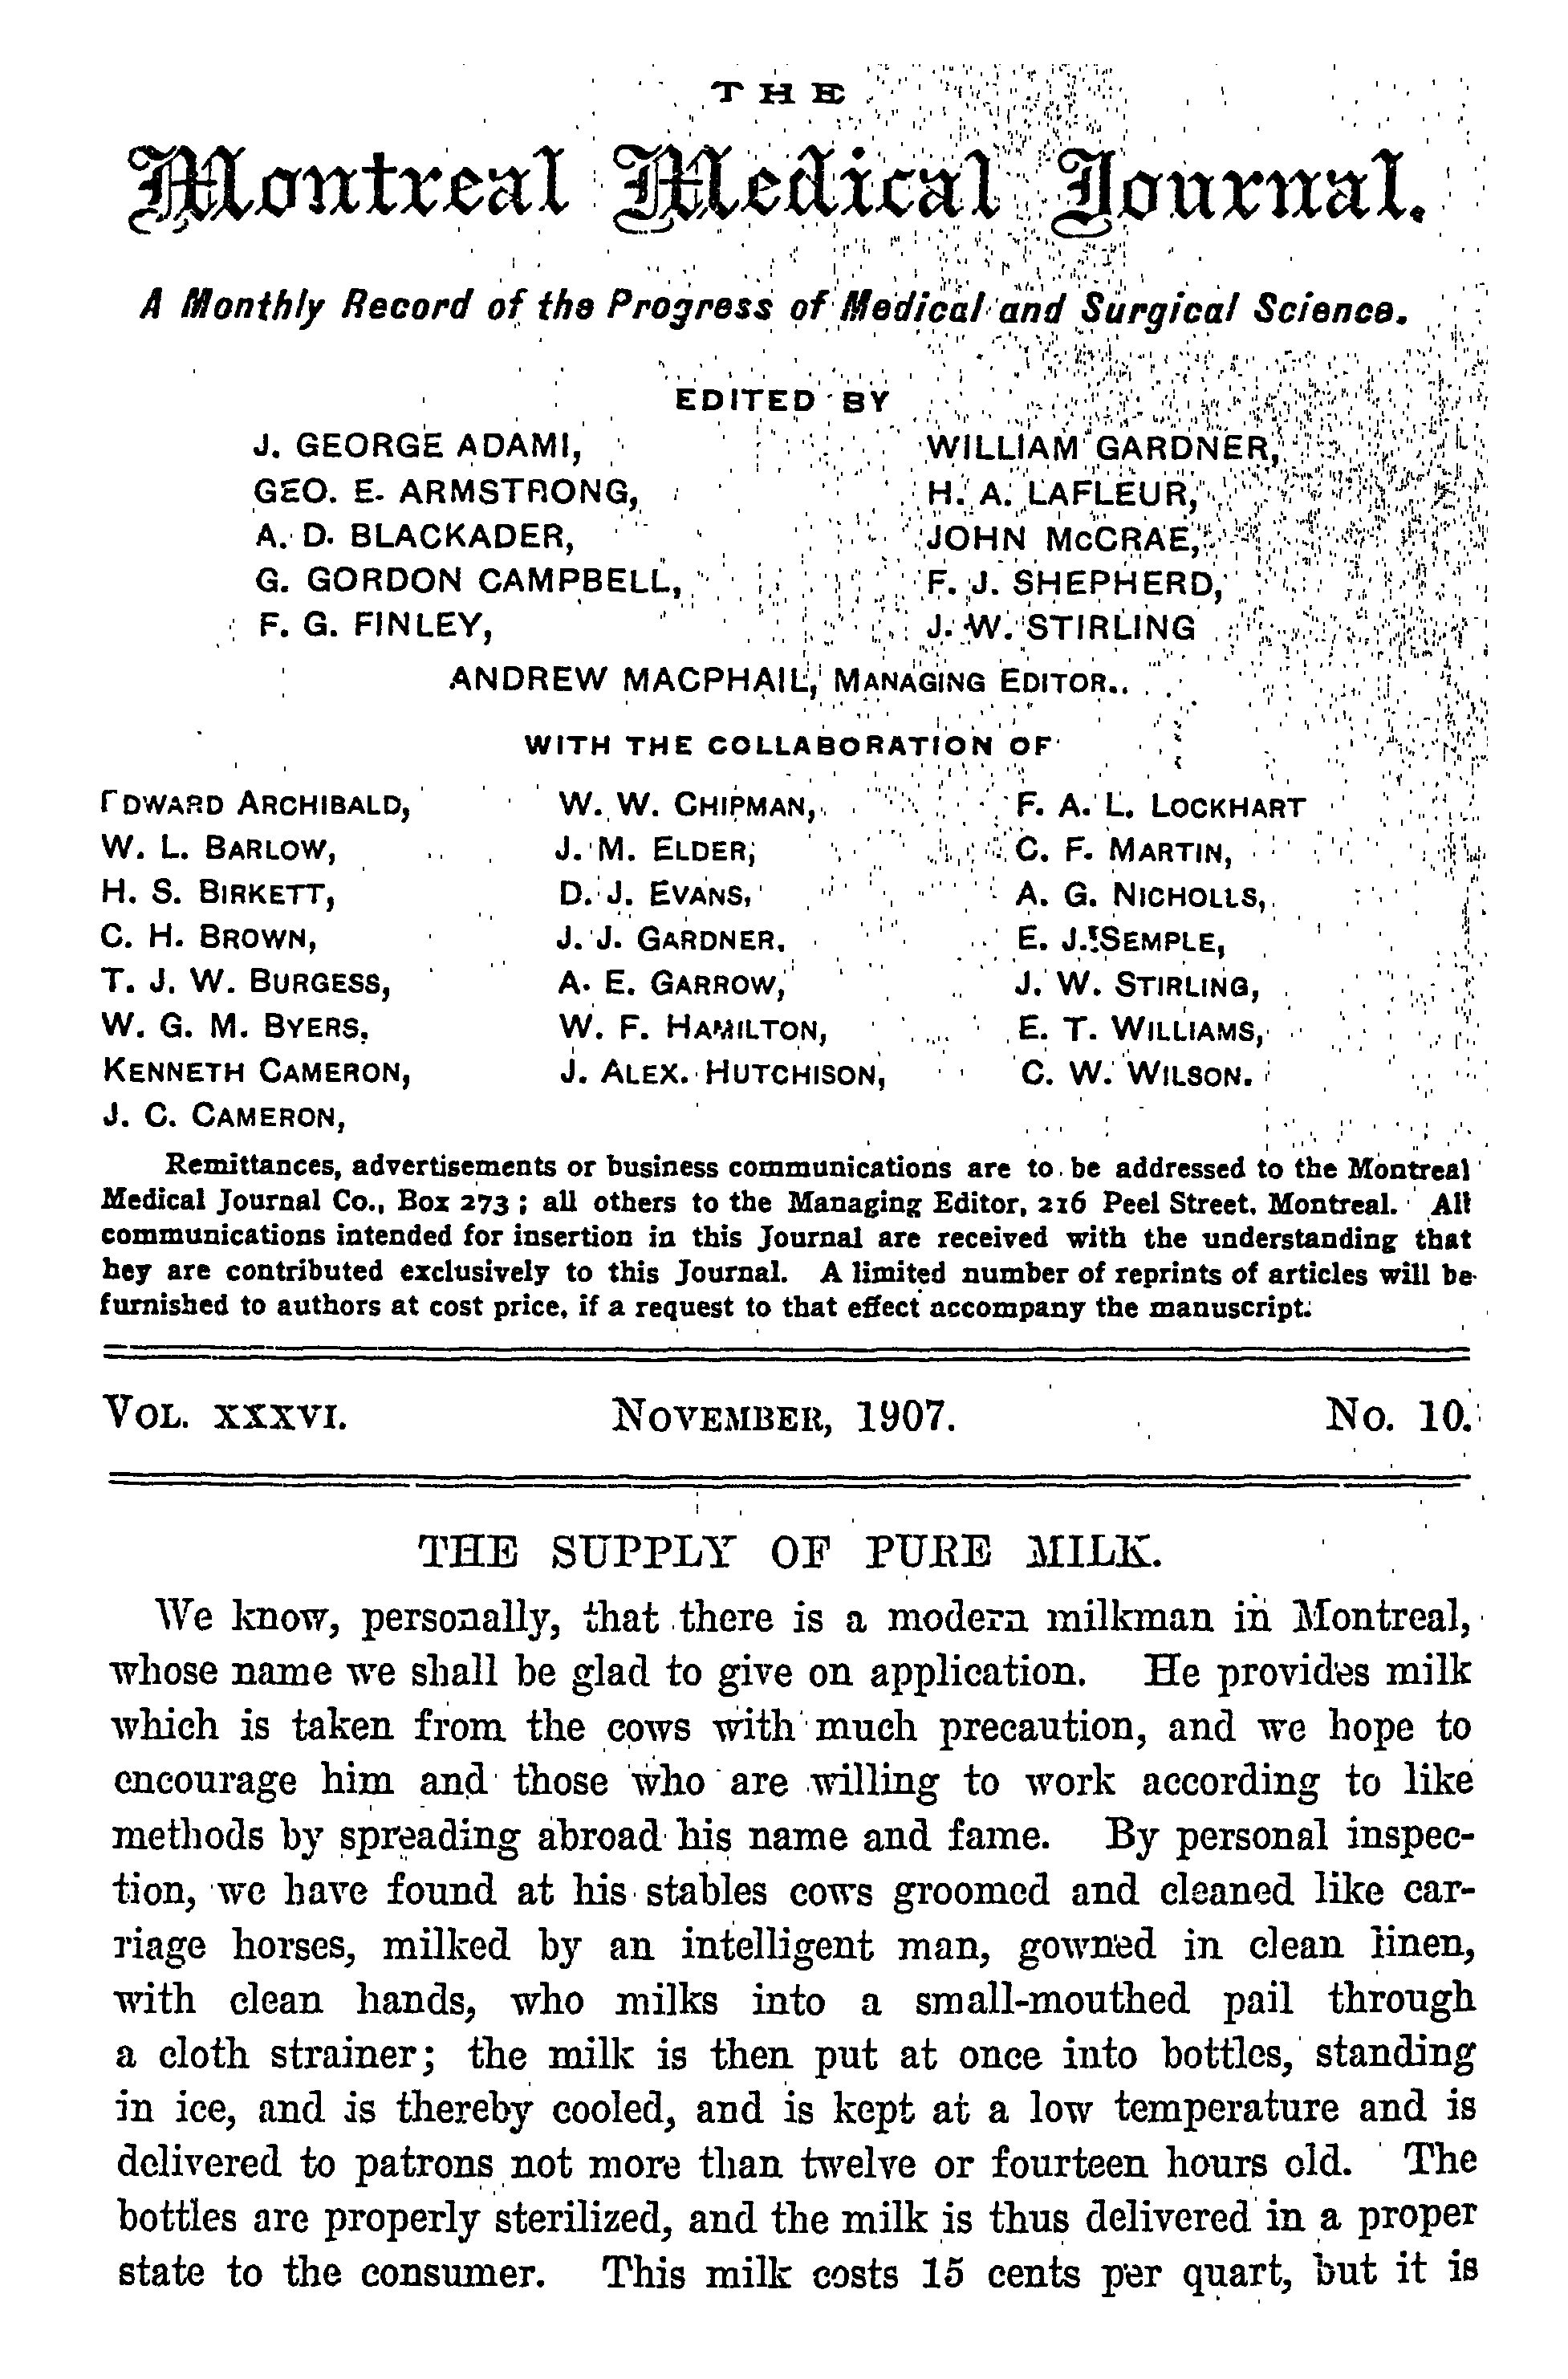 THE
Montreal Medical Journal.
A Monthly Record of the Progress of Medical and Surgical Science.
EDITED BY
J. GEORGE ADAMI, WILLIAM GARDNER,
GEO. E. ARMSTRONG, H. A. LAFLEUR,
A. D. BLACKADER, JOHN McCRAE,
G. GORDON CAMPBELL, F. J. SHEPHERD,
F. G. FINLEY, J. W. STIRLING
ANDREW MACPHAIL, MANAGING EDITOR.
WITH THE COLLABORATION OF
EDWARD ARCHIBALD, W. W. CHIPMAN, F. A. L. LOCKHART
W. L. BARLOW, J. M. ELDER, C. F. MARTIN,
H. S. BIRKETT, D. J. EVANS, A. G. NICHOLLS,
C. H. BROWN, J. J. GARDNER, E. J. SEMPLE,
T. J. W. BURGESS, A. E. GARROW, J. W. STIRLING,
W. G. M. BYERS, W. F. HAMILTON, E. T. WILLIAMS,
KENNETH CAMERON, J. ALEX. HUTCHISON, C. W. WILSON.
J. C. CAMERON,
Remittances, advertisements or business communications are to be addressed to the Montreal
Medical Journal Co., Box 273; all others to the Managing Editor, 216 Peel Street, Montreal. All
communications intended for insertion in this Journal are received with the understanding that
hey are contributed exclusively to this Journal. A limited number of reprints of articles will be
furnished to authors at cost price, if a request to that effect accompany the manuscript.
VOL. XXXVI. NOVEMBER, 1907. No. 10.
THE SUPPLY OF PURE MILK.
We know, personally, that there is a modern milkman in Montreal,
whose name we shall be glad to give on application. He provides milk
which is taken from the cows with much precaution, and we hope to
encourage him and those who are willing to work according to like
methods by spreading abroad his name and fame. By personal inspec-
tion, we have found at his stables cows groomed and cleaned like car-
riage horses, milked by an intelligent man, gowned in clean linen,
with clean hands, who milks into a small-mouthed pail through
a cloth strainer; the milk is then put at once into bottles, standing
in ice, and is thereby cooled, and is kept at a low temperature and is
delivered to patrons not more than twelve or fourteen hours old. The
bottles are properly sterilized, and the milk is thus delivered in a proper
state to the consumer. This milk costs 15 cents per quart, but it is